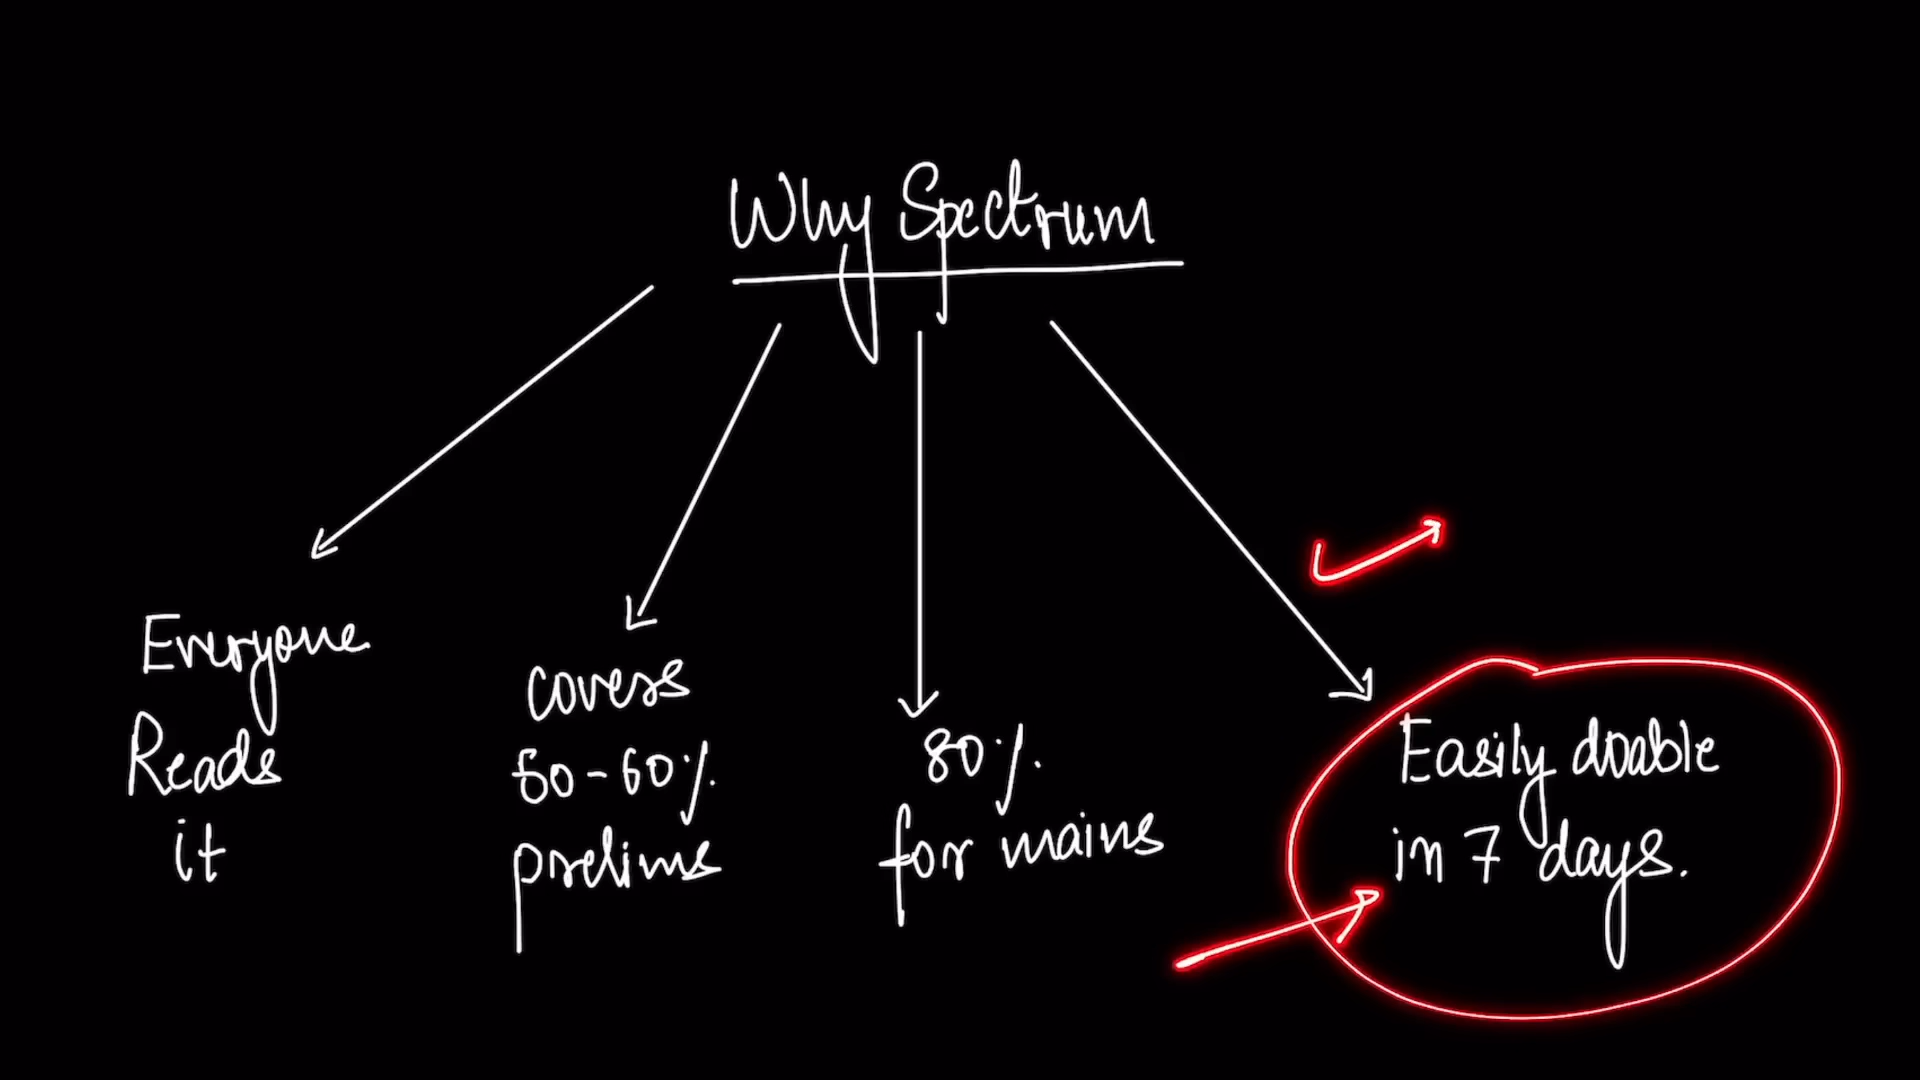 Why Spectrum
Everyone
Reads
it
covers
50-60%
prelims
80%
for mains
Easily doable
in 7 days.